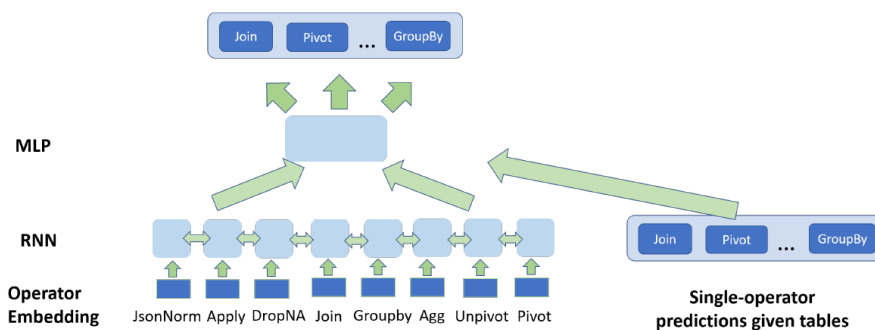 Join Pivot ... GroupBy
MLP
RNN
Join Pivot ... GroupBy
Operator
Embedding
JsonNorm Apply DropNA Join Groupby Agg Unpivot Pivot
Single-operator
predictions given tables